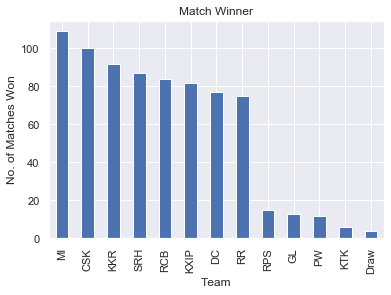 Match Winner
No. of Matches Won
100
80
60
40
20
0
MI
CSK
KKR
SRH
RCB
KXIP
DC
RR
RPS
GL
PW
KTK
Draw
Team